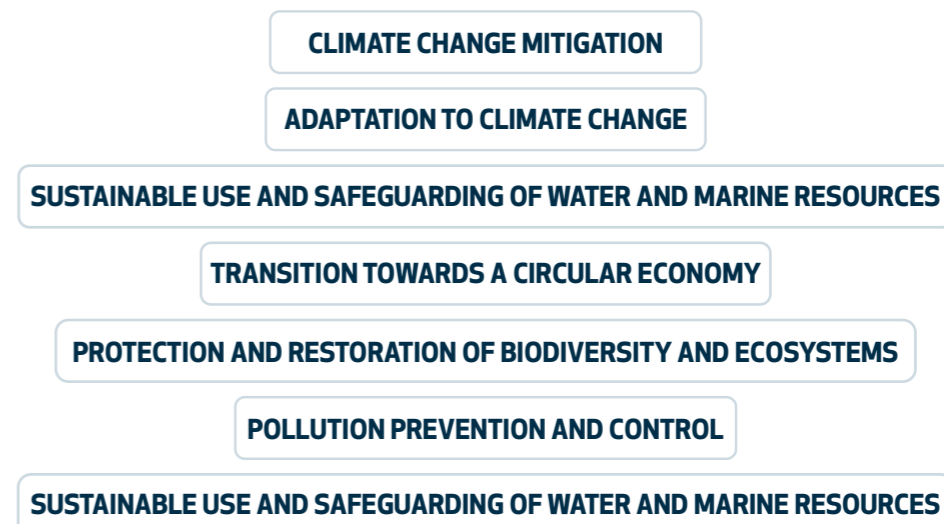 CLIMATE CHANGE MITIGATION
ADAPTATION TO CLIMATE CHANGE
SUSTAINABLE USE AND SAFEGUARDING OF WATER AND MARINE RESOURCES
TRANSITION TOWARDS A CIRCULAR ECONOMY
PROTECTION AND RESTORATION OF BIODIVERSITY AND ECOSYSTEMS
POLLUTION PREVENTION AND CONTROL
SUSTAINABLE USE AND SAFEGUARDING OF WATER AND MARINE RESOURCES